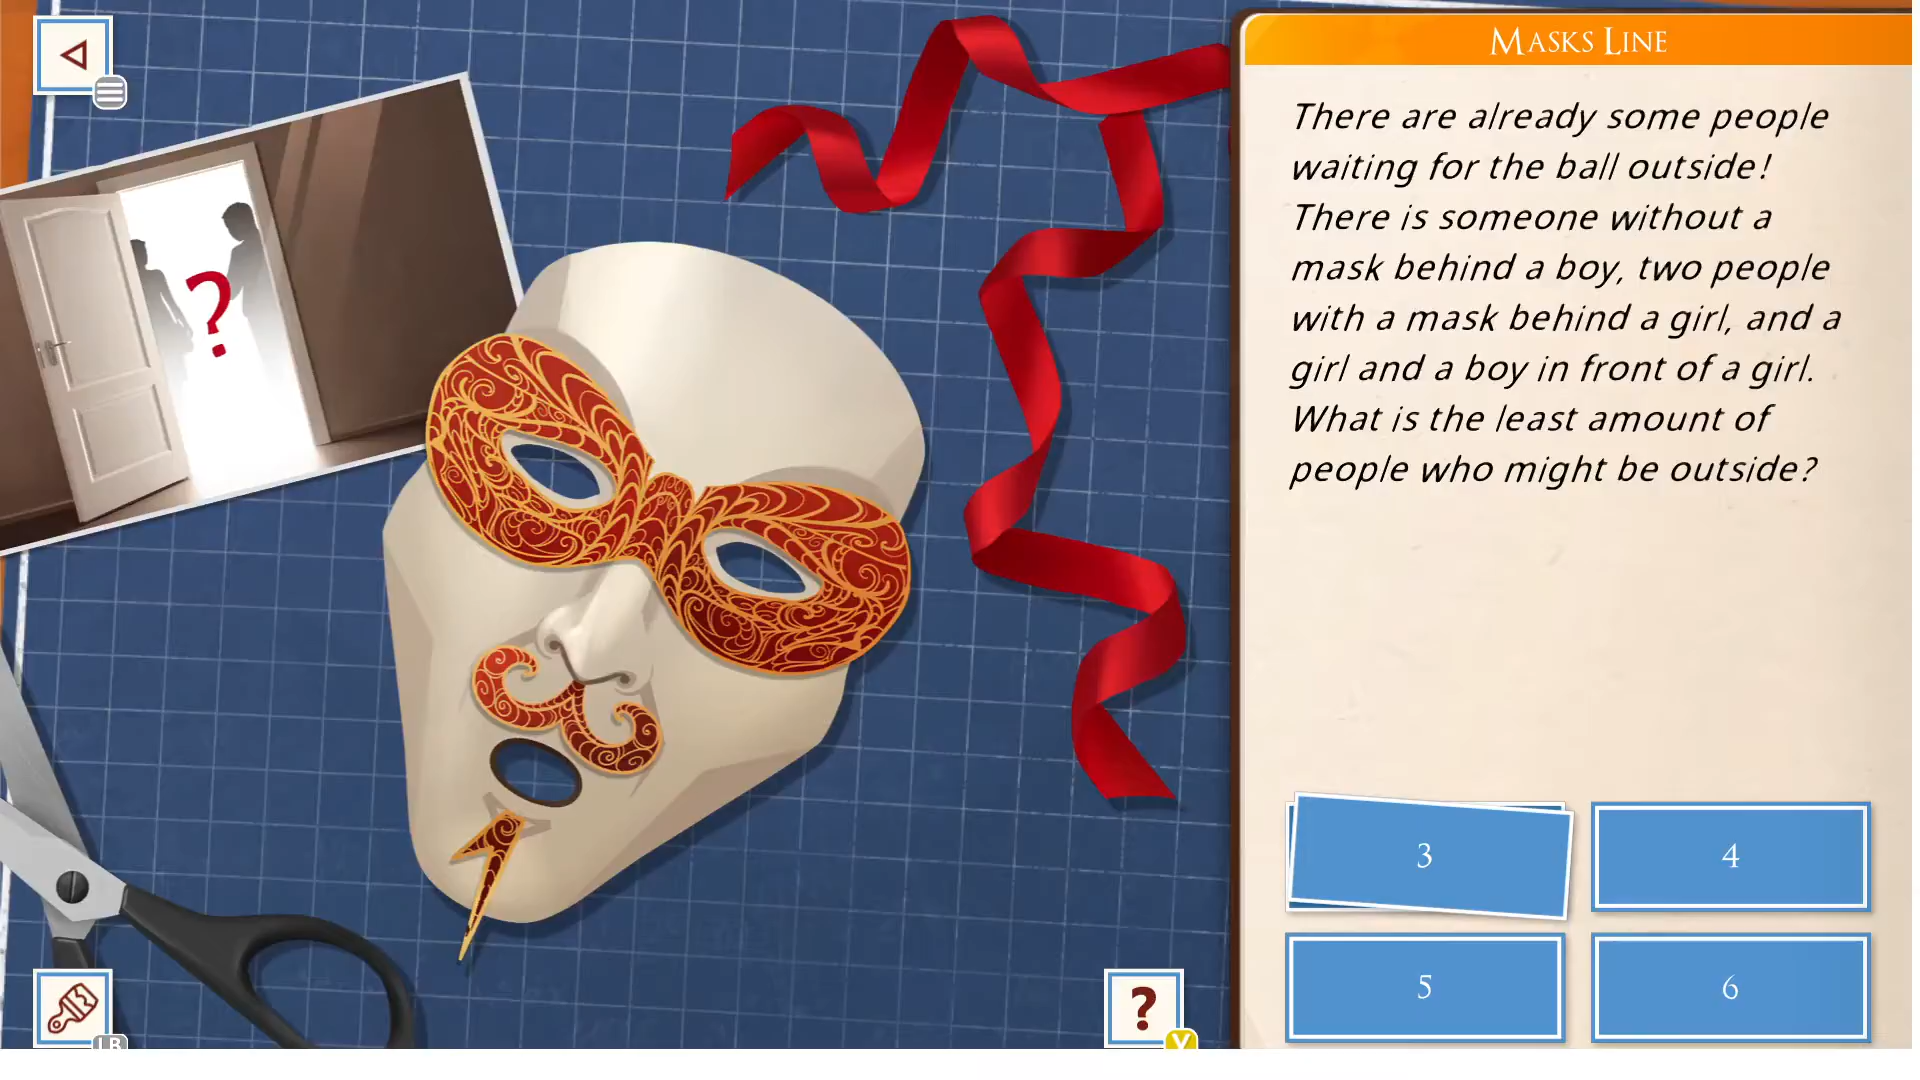 MASKS LINE
There are already some people
waiting for the ball outside!
There is someone without a
mask behind a boy, two people
with a mask behind a girl, and a
girl and a boy in front of a girl.
What is the least amount of
people who might be outside?
?
3
4
5
6
?
Y
LB